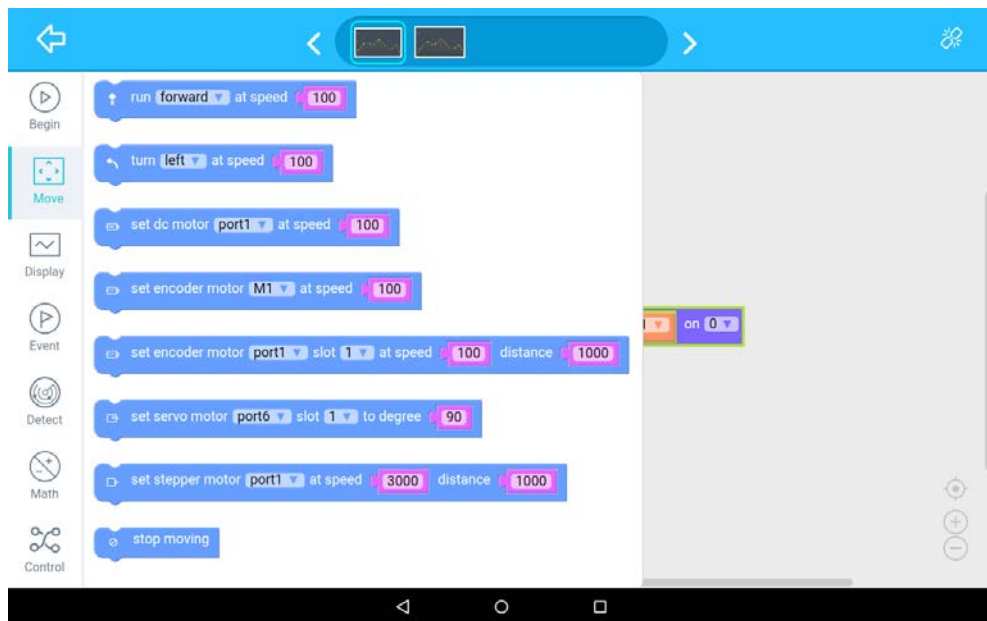 Begin
Move
Display
Event
Detect
Math
Control
run forward at speed 100
turn left at speed 100
set dc motor port1 at speed 100
set encoder motor M1 at speed 100
set encoder motor port1 slot 1 at speed 100 distance 1000
set servo motor port6 slot 1 to degree 90
set stepper motor port1 at speed 3000 distance 1000
stop moving
on 0